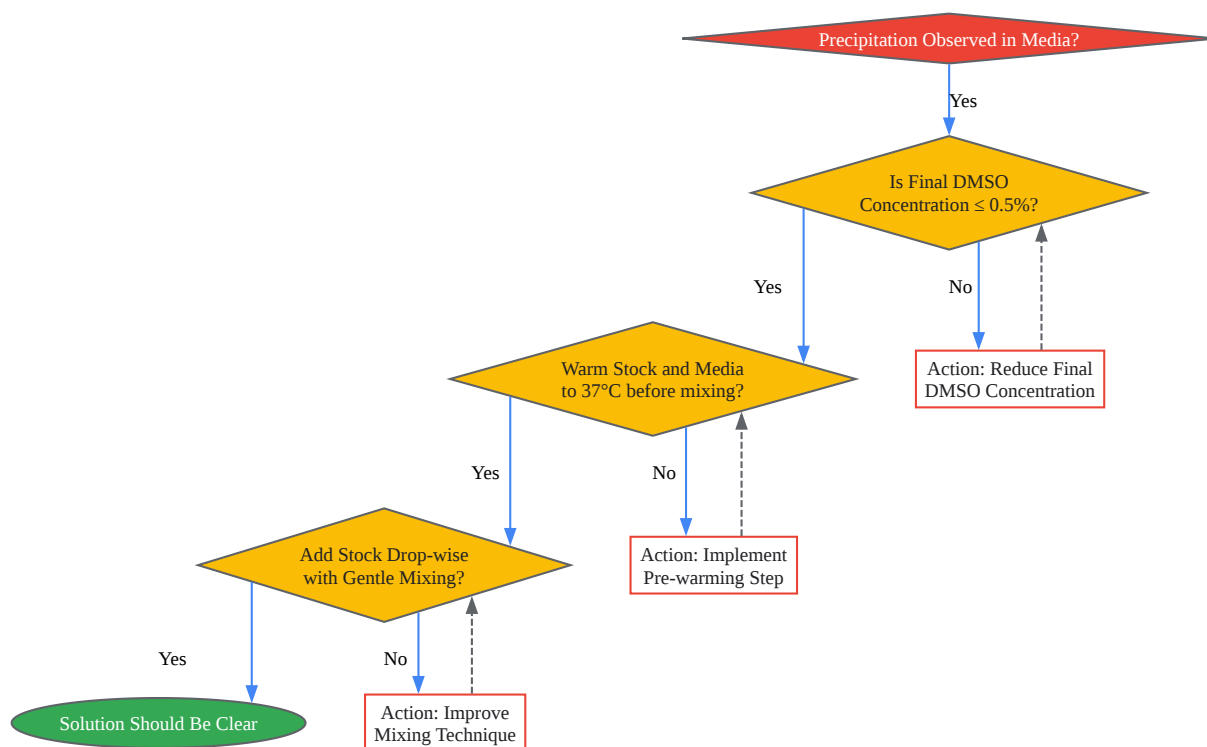 Precipitation Observed in Media?
Yes
Is Final DMSO
Concentration ≤ 0.5%?
Yes
No
Warm Stock and Media
to 37°C before mixing?
Action: Reduce Final
DMSO Concentration
Yes
No
Add Stock Drop-wise
with Gentle Mixing?
Action: Implement
Pre-warming Step
Yes
No
Solution Should Be Clear
Action: Improve
Mixing Technique